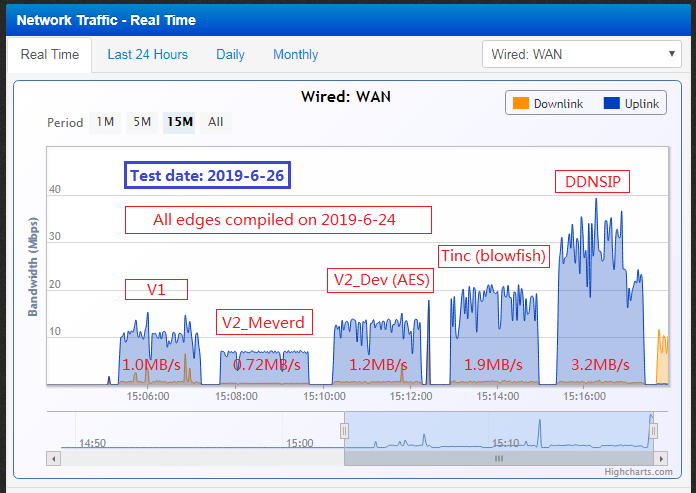 Network Traffic - Real Time
Real Time Last 24 Hours Daily Monthly Wired: WAN
Wired: WAN
Downlink Uplink
Period 1M 5M 15M All
Test date: 2019-6-26
All edges compiled on 2019-6-24
DDNSIP
Tinc (blowfish)
V2_Dev (AES)
V1
V2_Meverd
Bandwidth (Mbps)
40
30
20
10
1.0MB/s 0.72MB/s 1.2MB/s 1.9MB/s 3.2MB/s
15:06:00 15:08:00 15:10:00 15:12:00 15:14:00 15:16:00
14:50 15:00 15:10
Highcharts.com